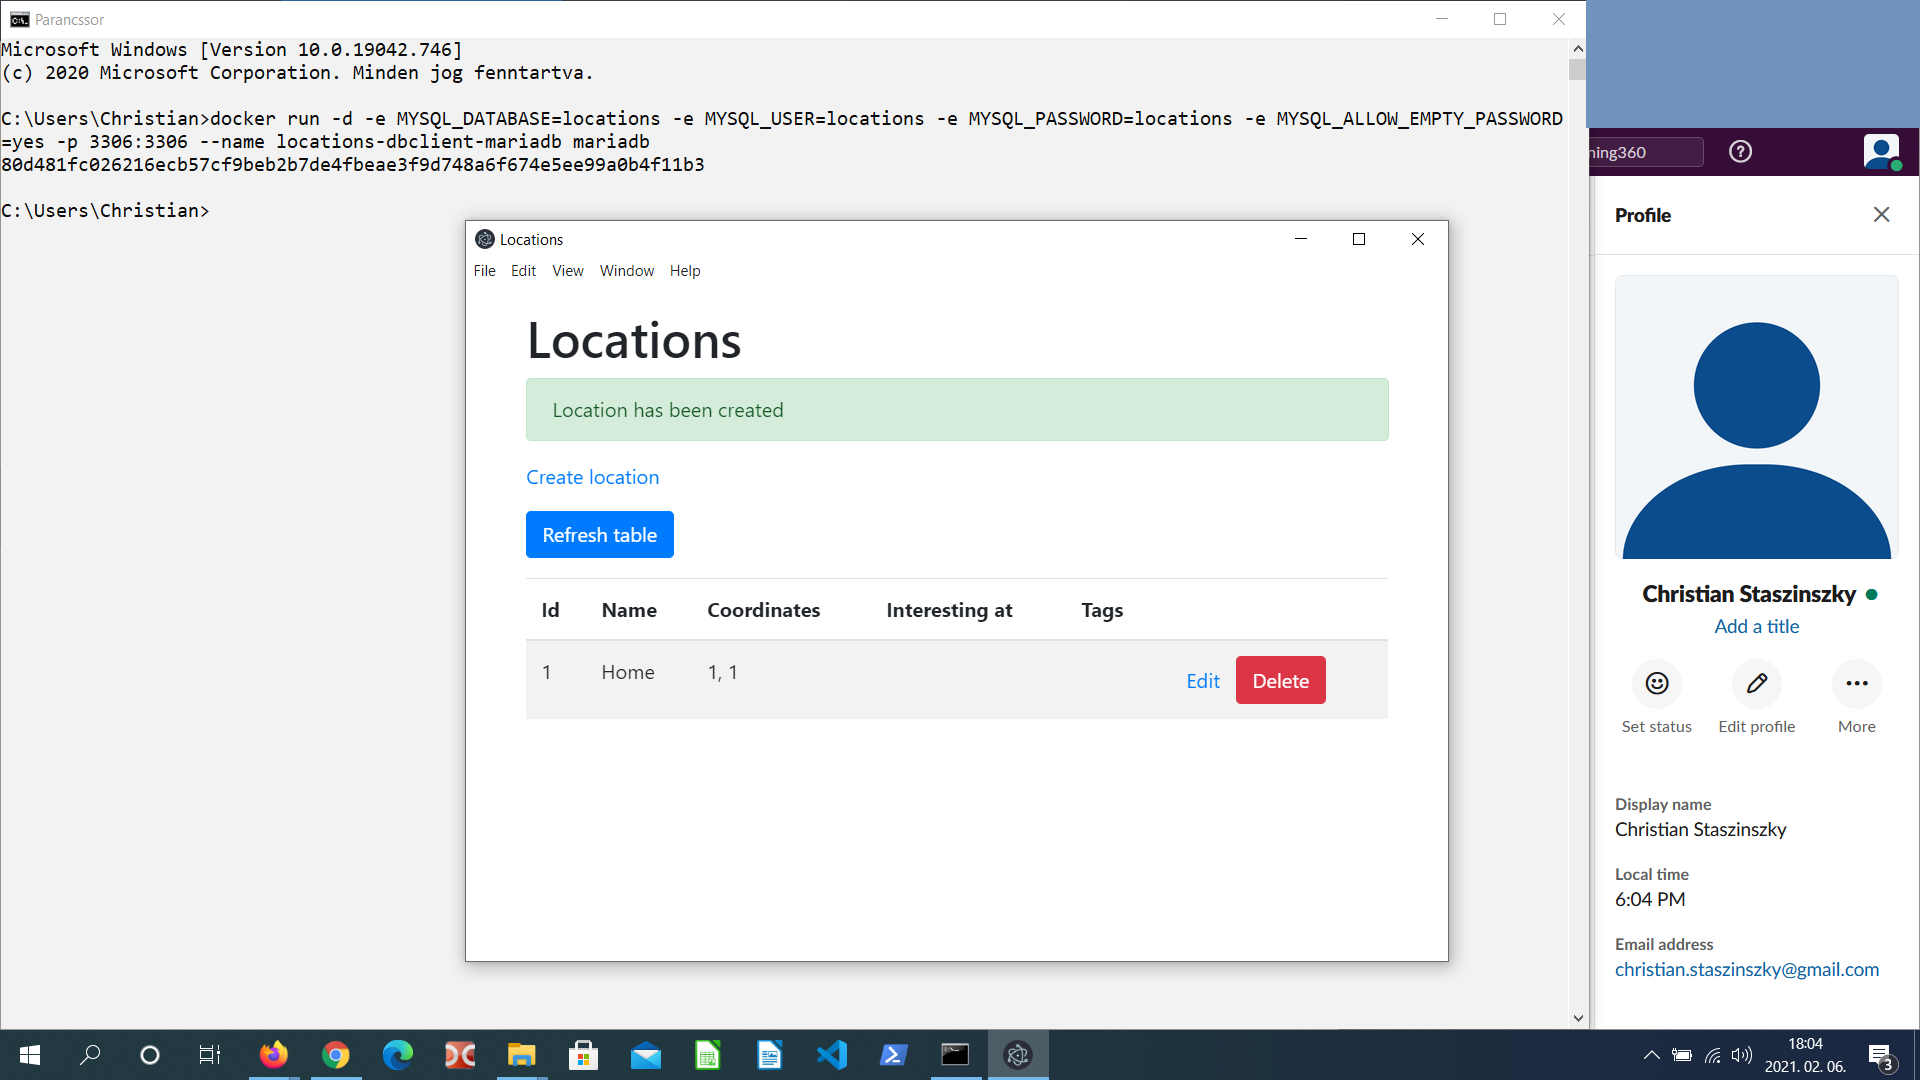 Parancssor
Microsoft Windows [Version 10.0.19042.746]
(c) 2020 Microsoft Corporation. Minden jog fenntartva.
C:\Users\Christian>docker run -d -e MYSQL_DATABASE=locations -e MYSQL_USER=locations -e MYSQL_PASSWORD=locations -e MYSQL_ALLOW_EMPTY_PASSWORD
=yes -p 3306:3306 --name locations-dbclient-mariadb mariadb
80d481fc026216ecb57cf9beb2b7de4fbeae3f9d748a6f674e5ee99a0b4f11b3
C:\Users\Christian>
Locations
File Edit View Window Help
Locations
Location has been created
Create location
Refresh table
Id Name Coordinates Interesting at Tags
1 Home 1, 1 Edit Delete
ning360
Profile
Christian Staszinszky
Add a title
Set status Edit profile More
Display name
Christian Staszinszky
Local time
6:04 PM
Email address
christian.staszinszky@gmail.com
18:04
2021. 02. 06.
3